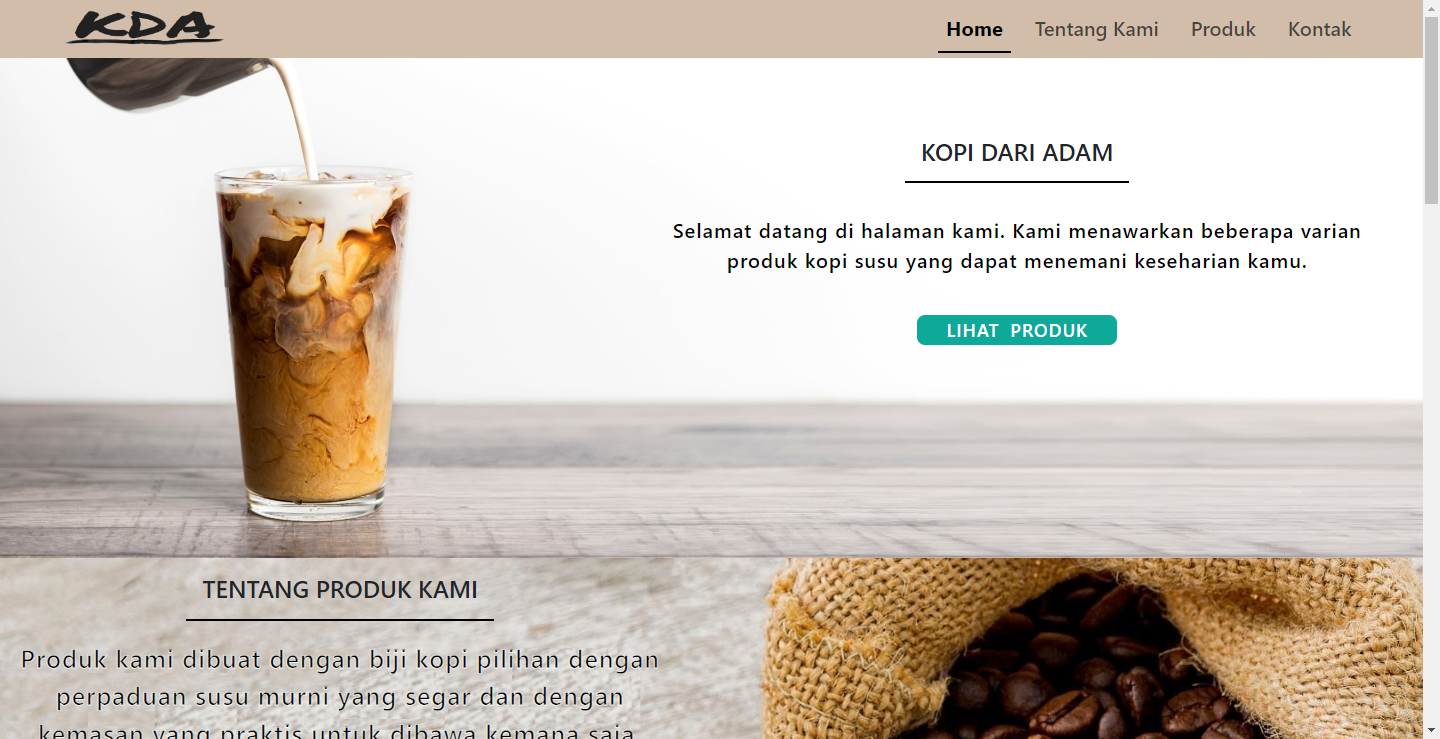 KDA
Home
Tentang Kami
Produk
Kontak
KOPI DARI ADAM
Selamat datang di halaman kami. Kami menawarkan beberapa varian
produk kopi susu yang dapat menemani keseharian kamu.
LIHAT PRODUK
TENTANG PRODUK KAMI
Produk kami dibuat dengan biji kopi pilihan dengan
perpaduan susu murni yang segar dan dengan
kemasan yang praktis untuk dibawa kemana saja